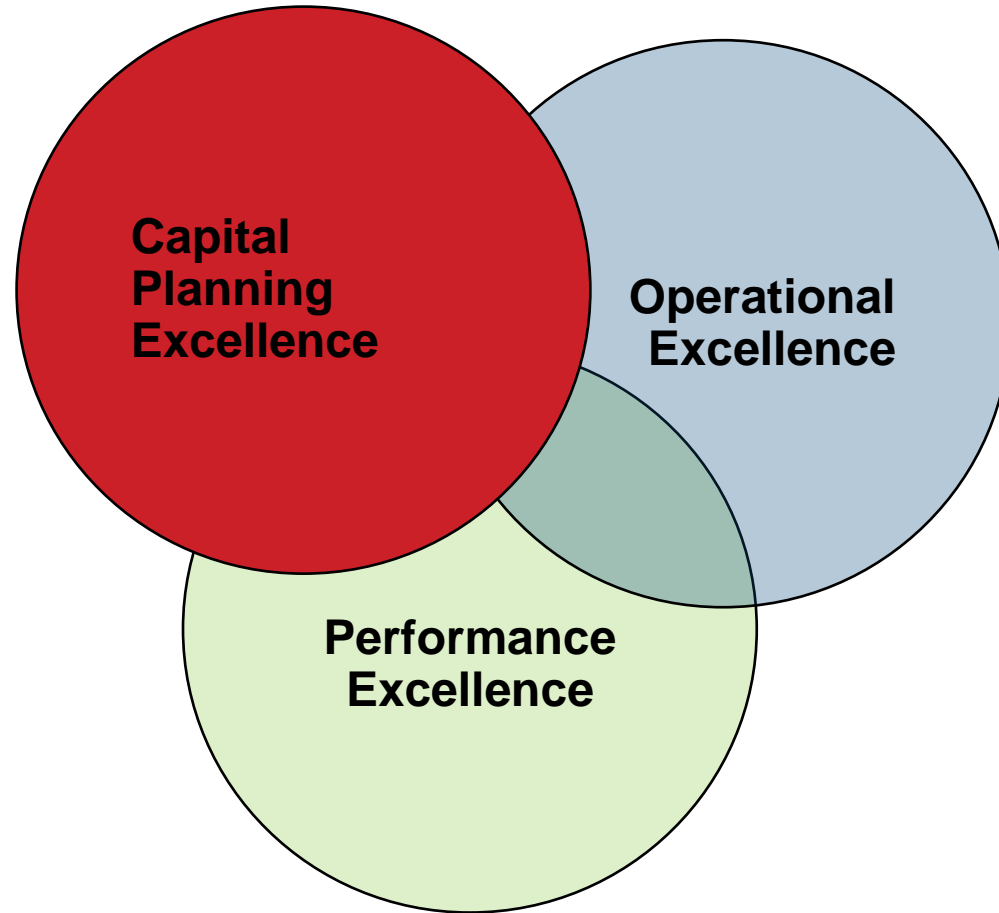 Capital
Planning
Excellence
Operational
Excellence
Performance
Excellence